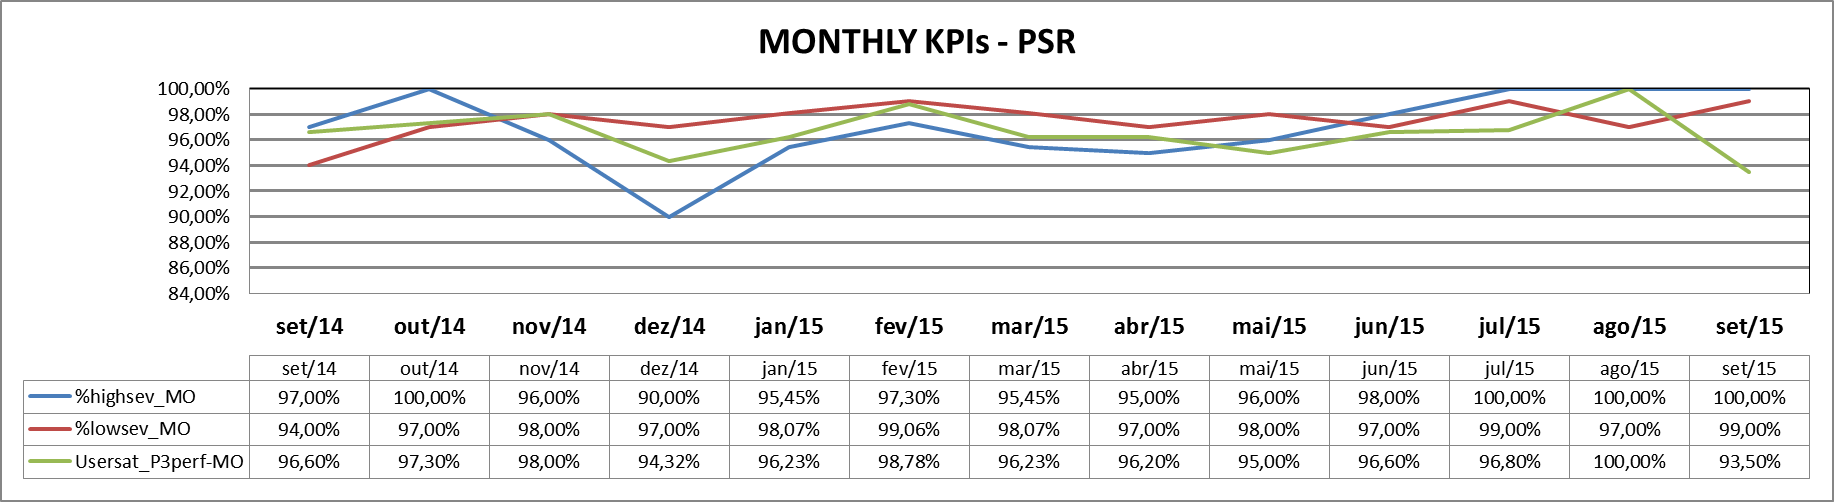 MONTHLY KPIs - PSR
100,00%
98,00%
96,00%
94,00%
92,00%
90,00%
88,00%
86,00%
84,00%
set/14 out/14 nov/14 dez/14 jan/15 fev/15 mar/15 abr/15 mai/15 jun/15 jul/15 ago/15 set/15
set/14 out/14 nov/14 dez/14 jan/15 fev/15 mar/15 abr/15 mai/15 jun/15 jul/15 ago/15 set/15
%highsev_MO 97,00% 100,00% 96,00% 90,00% 95,45% 97,30% 95,45% 95,00% 96,00% 98,00% 100,00% 100,00% 100,00%
%lowsev_MO 94,00% 97,00% 98,00% 97,00% 98,07% 99,06% 98,07% 97,00% 98,00% 97,00% 99,00% 97,00% 99,00%
Usersat_P3perf-MO 96,60% 97,30% 98,00% 94,32% 96,23% 98,78% 96,23% 96,20% 95,00% 96,60% 96,80% 100,00% 93,50%